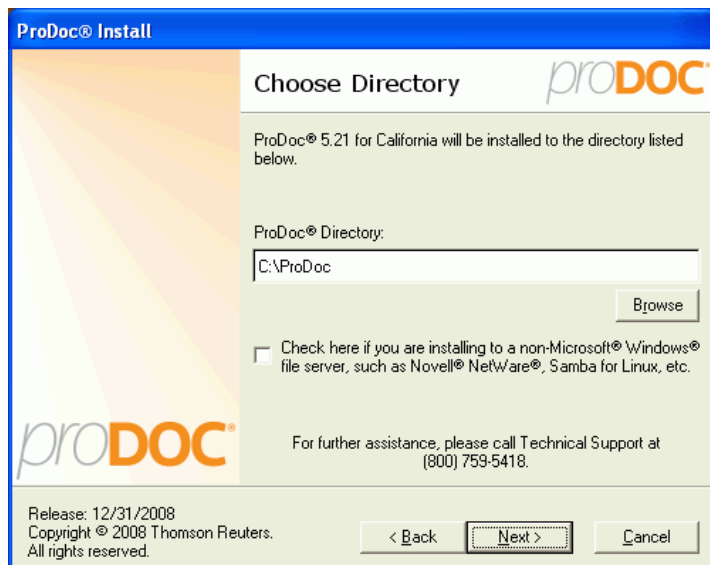 ProDoc® Install
Choose Directory
proDOC®
ProDoc® 5.21 for California will be installed to the directory listed
below.
ProDoc® Directory:
C:\ProDoc
Browse
Check here if you are installing to a non-Microsoft® Windows®
file server, such as Novell® NetWare®, Samba for Linux, etc.
proDOC®
For further assistance, please call Technical Support at
(800) 759-5418.
Release: 12/31/2008
Copyright © 2008 Thomson Reuters.
All rights reserved.
< Back
Next >
Cancel